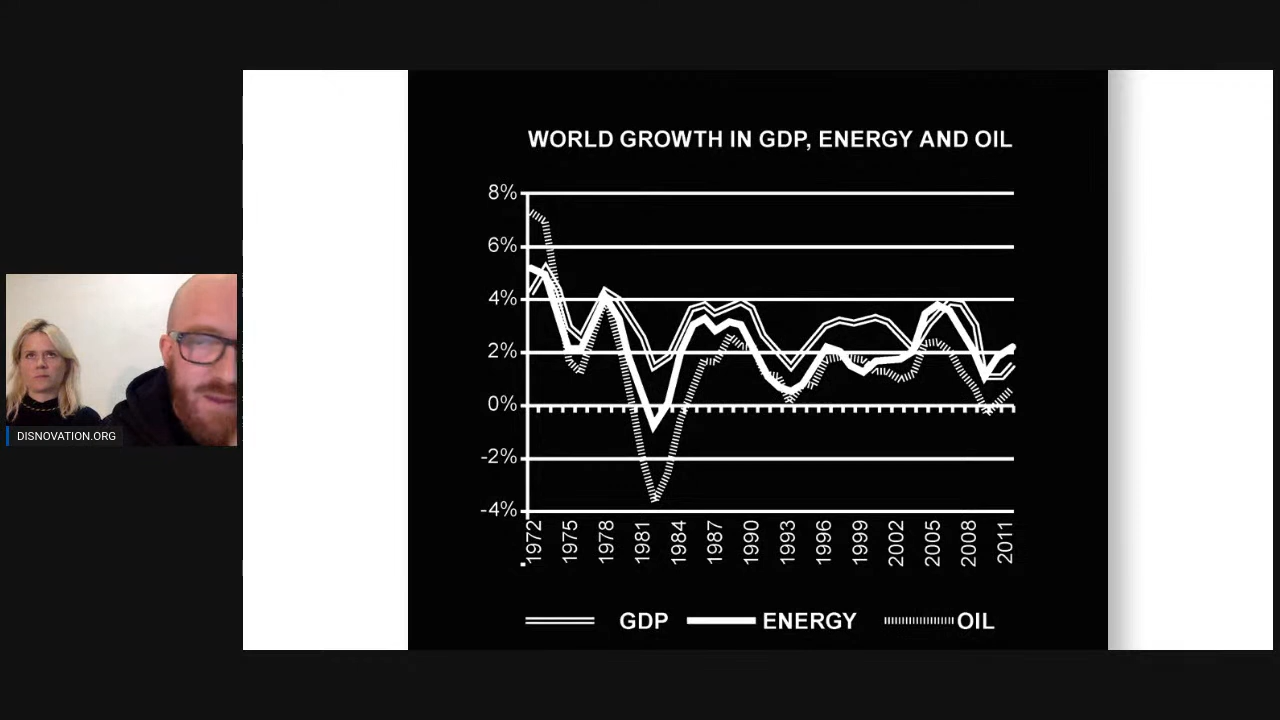 WORLD GROWTH IN GDP, ENERGY AND OIL
8%
6%
4%
2%
0%
-2%
-4%
1972 1975 1978 1981 1984 1987 1990 1993 1996 1999 2002 2005 2008 2011
GDP ENERGY OIL
DISNOVATION.ORG